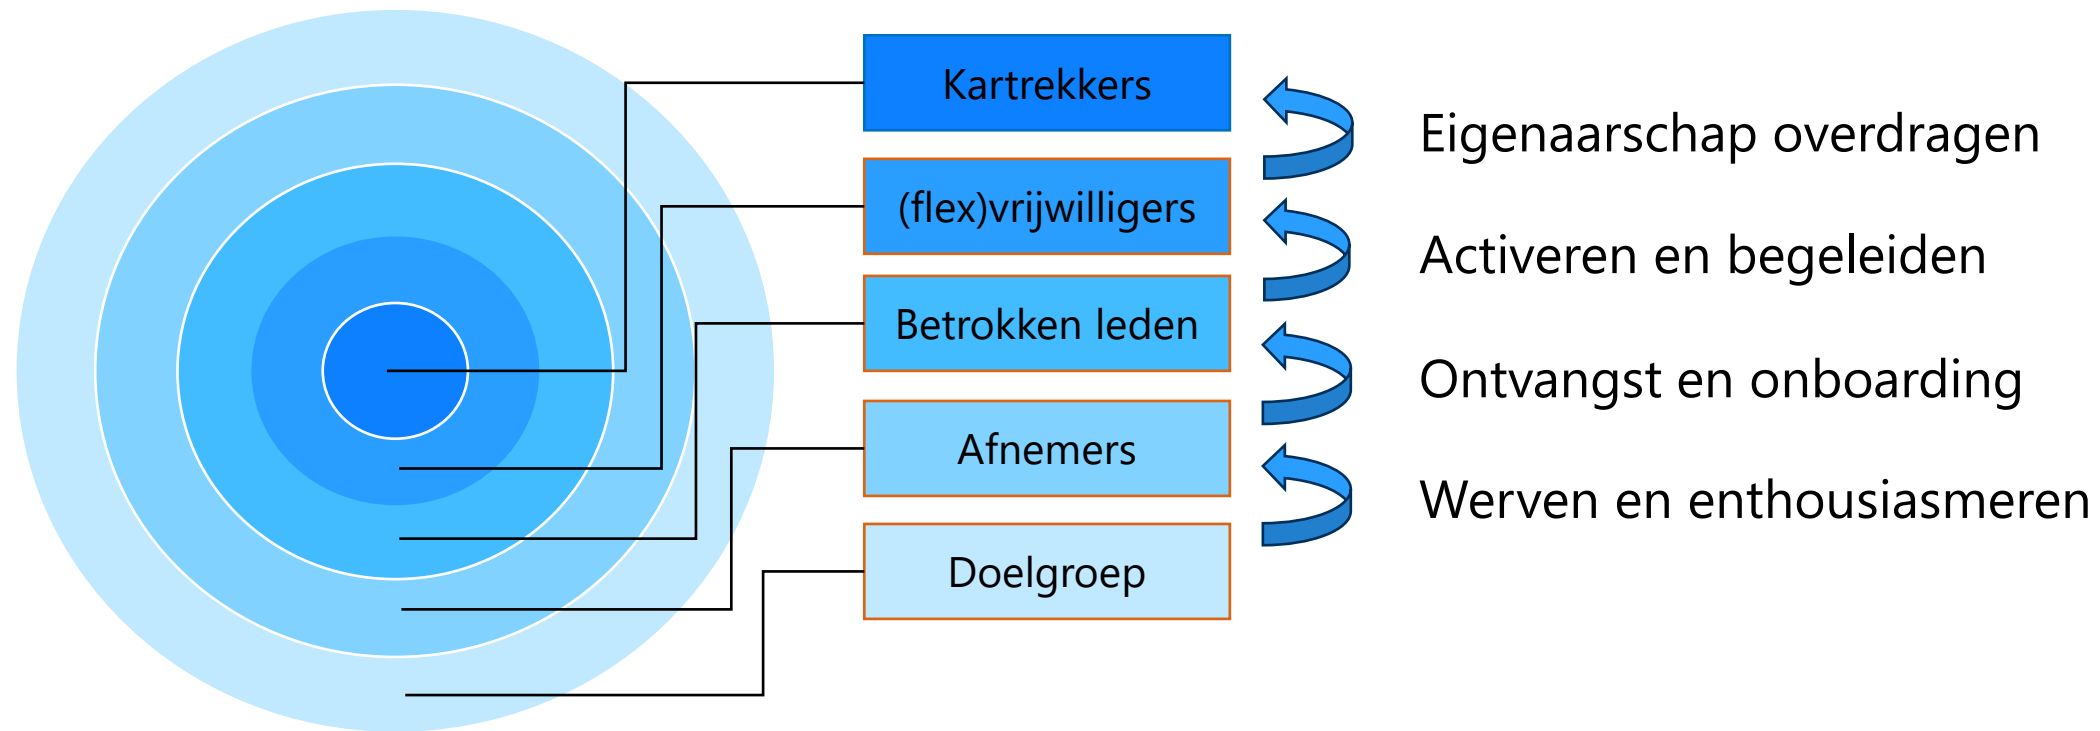 Kartrekkers
(flex)vrijwilligers
Betrokken leden
Afnemers
Doelgroep
Eigenaarschap overdragen
Activeren en begeleiden
Ontvangst en onboarding
Werven en enthousiasmeren